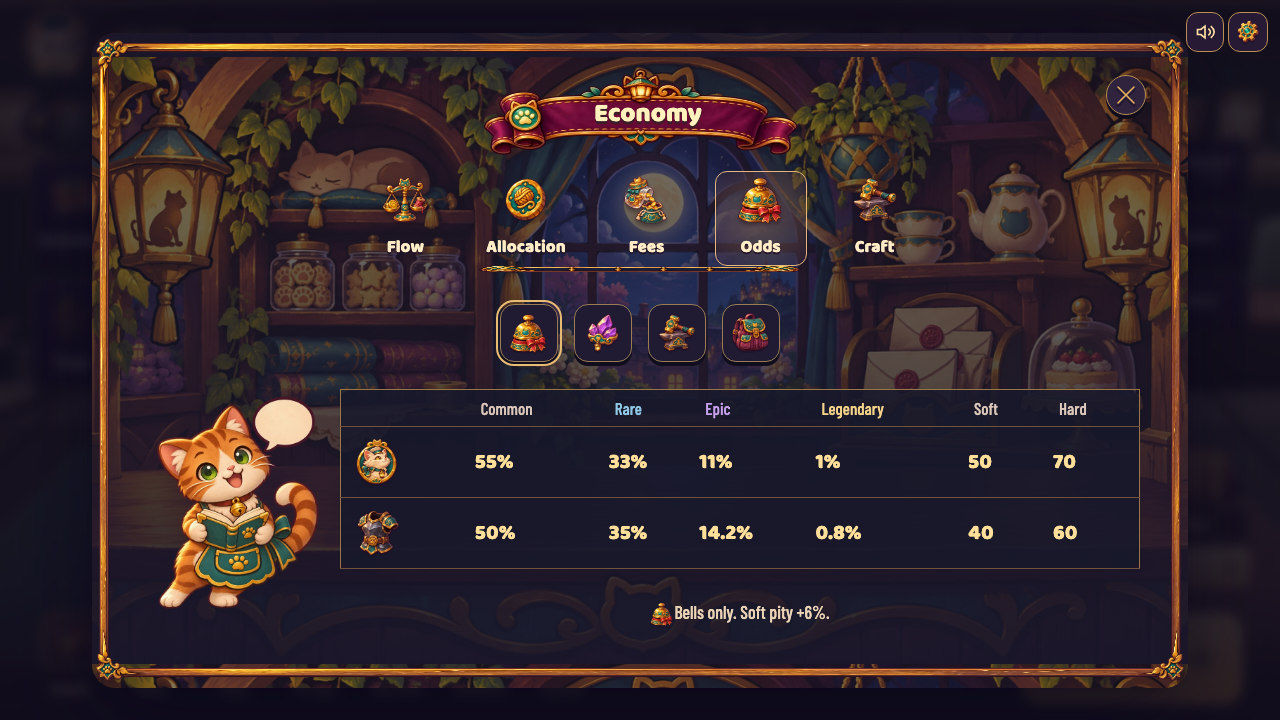 Economy
Flow Allocation Fees Odds Craft
Common Rare Epic Legendary Soft Hard
55% 33% 11% 1% 50 70
50% 35% 14.2% 0.8% 40 60
Bells only. Soft pity +6%.